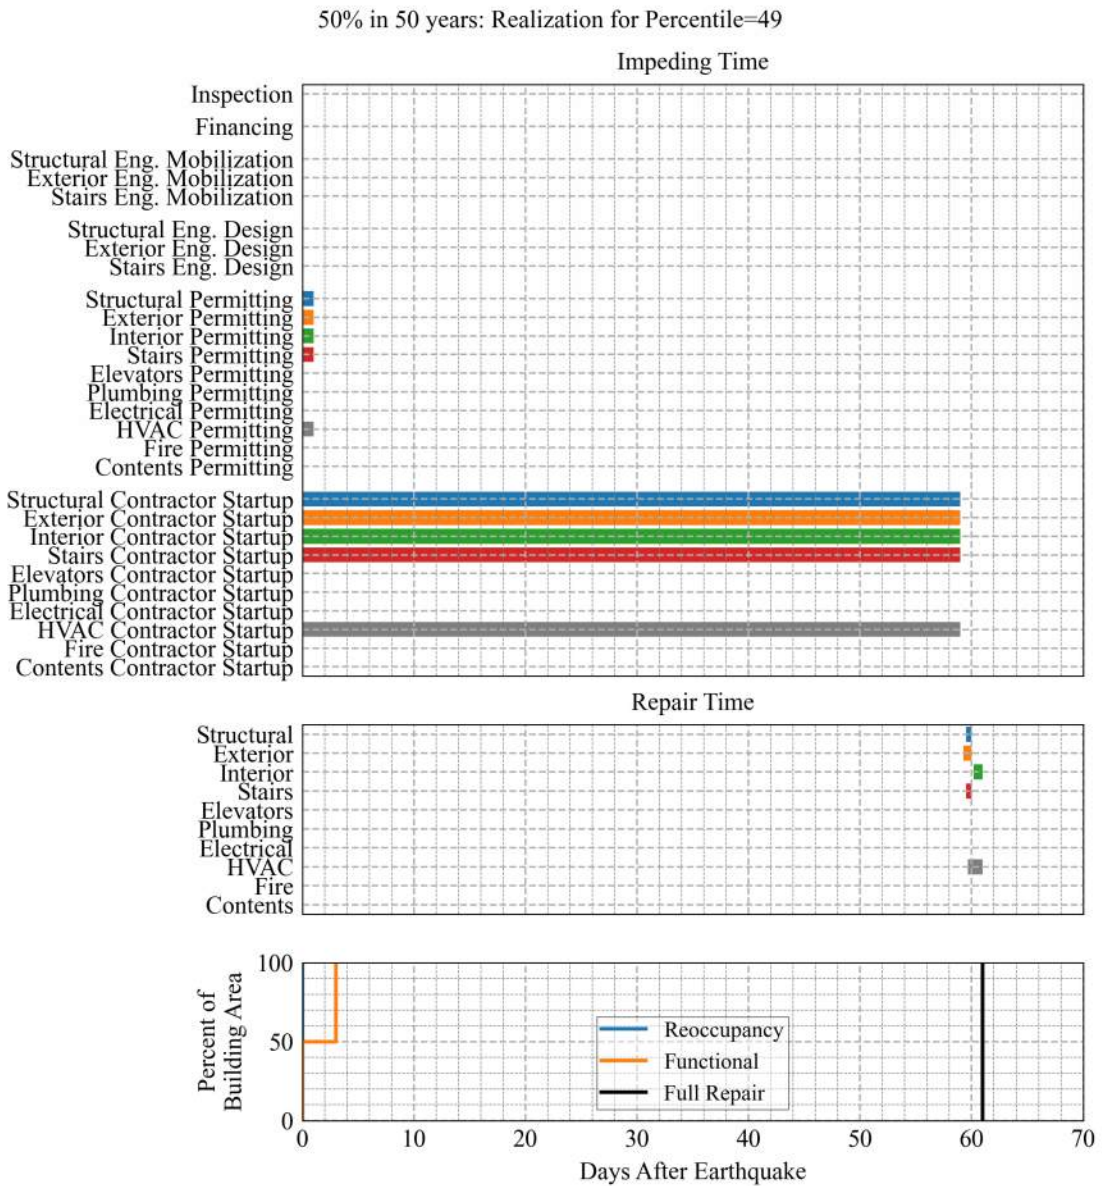 50% in 50 years: Realization for Percentile=49
Impeding Time
Inspection
Financing
Structural Eng. Mobilization
Exterior Eng. Mobilization
Stairs Eng. Mobilization
Structural Eng. Design
Exterior Eng. Design
Stairs Eng. Design
Structural Permitting
Exterior Permitting
Interior Permitting
Stairs Permitting
Elevators Permitting
Plumbing Permitting
Electrical Permitting
HVAC Permitting
Fire Permitting
Contents Permitting
Structural Contractor Startup
Exterior Contractor Startup
Interior Contractor Startup
Stairs Contractor Startup
Elevators Contractor Startup
Plumbing Contractor Startup
Electrical Contractor Startup
HVAC Contractor Startup
Fire Contractor Startup
Contents Contractor Startup
Repair Time
Structural
Exterior
Interior
Stairs
Elevators
Plumbing
Electrical
HVAC
Fire
Contents
Percent of
Building Area
100
50
0
Reoccupancy
Functional
Full Repair
0 10 20 30 40 50 60 70
Days After Earthquake